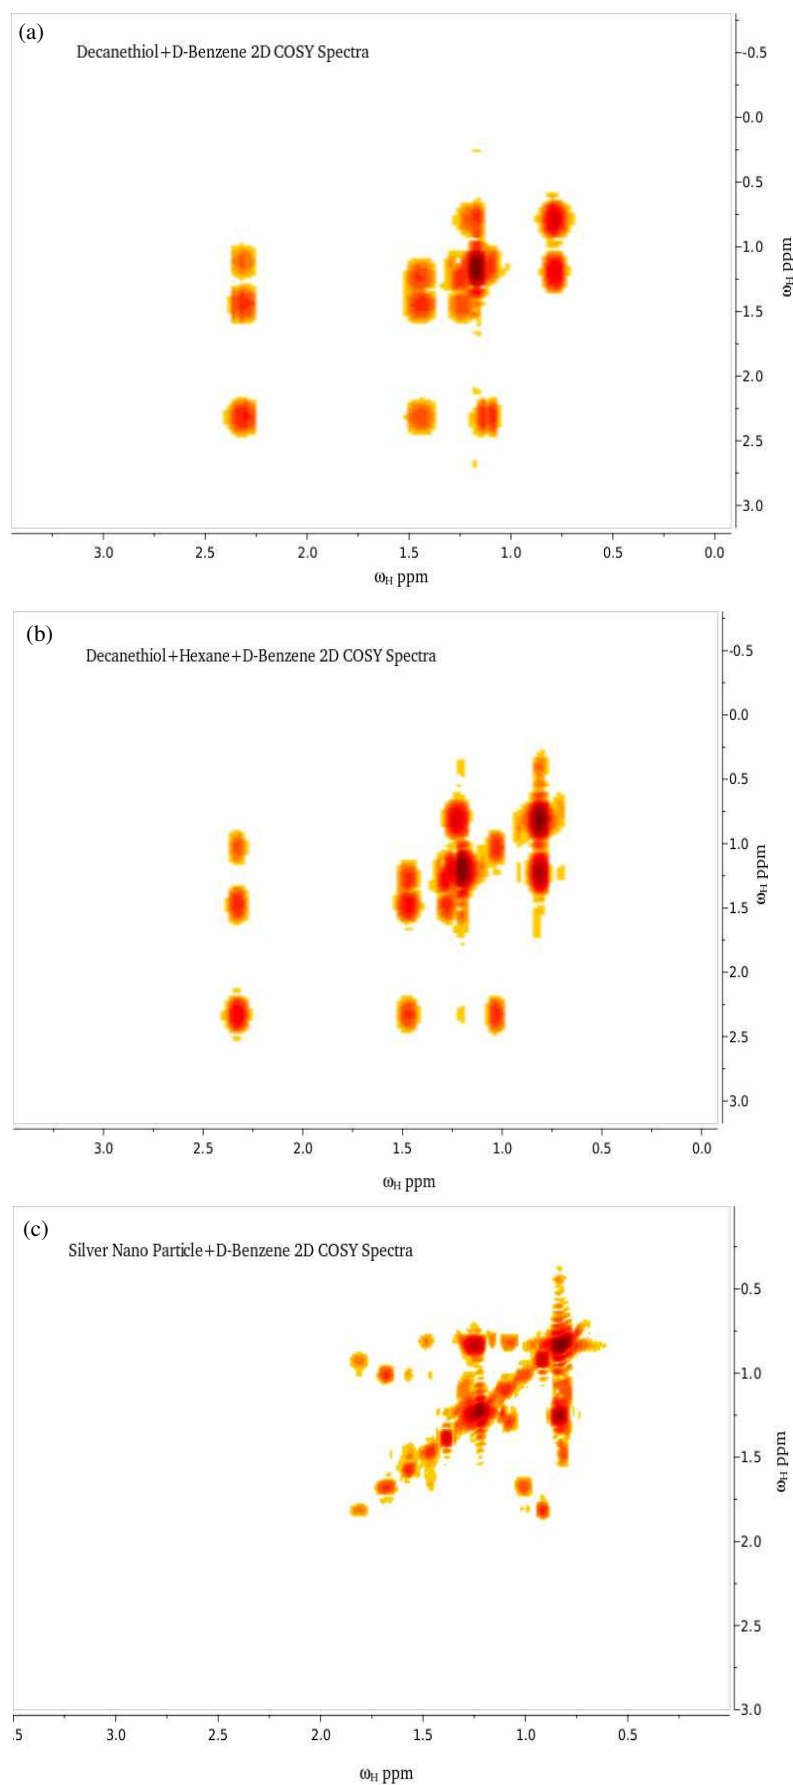 (a)
Decanethiol+D-Benzene 2D COSY Spectra
-0.5
0.0
0.5
1.0
1.5
2.0
2.5
3.0
ωH ppm
3.0 2.5 2.0 1.5 1.0 0.5 0.0
ωH ppm
(b)
Decanethiol+Hexane+D-Benzene 2D COSY Spectra
-0.5
0.0
0.5
1.0
1.5
2.0
2.5
3.0
ωH ppm
3.0 2.5 2.0 1.5 1.0 0.5 0.0
ωH ppm
(c)
Silver Nano Particle+D-Benzene 2D COSY Spectra
0.5
1.0
1.5
2.0
2.5
3.0
ωH ppm
.5 3.0 2.5 2.0 1.5 1.0 0.5
ωH ppm